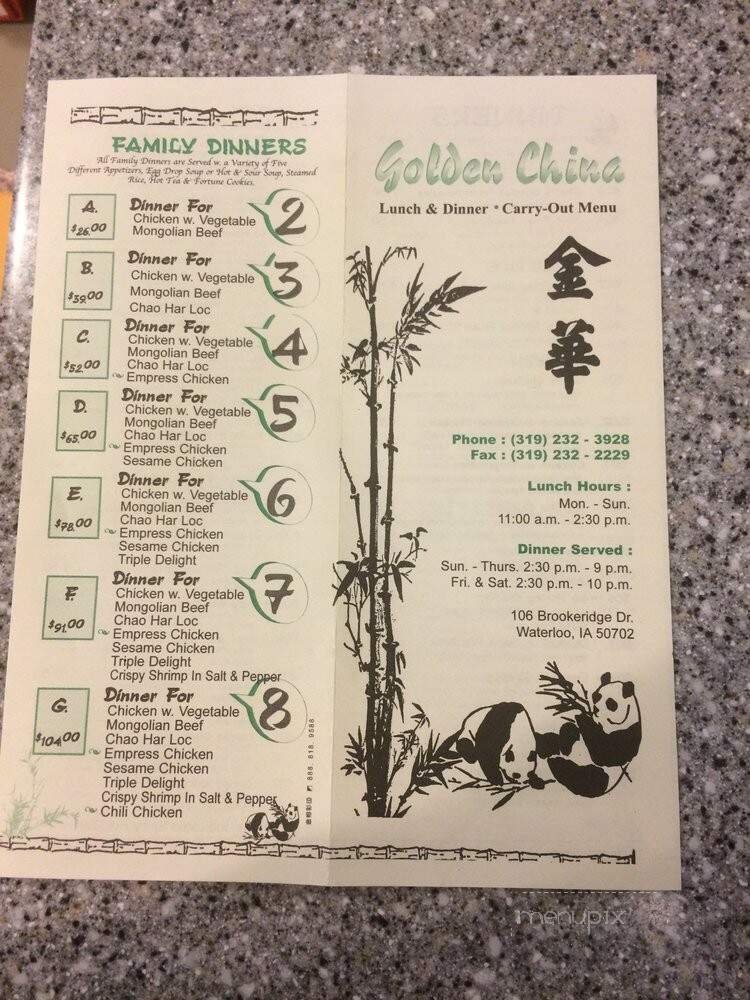 FAMILY DINNERS
All Family Dinners are Served w. a Variety of Five
Different Appetizers, Egg Drop Soup or Hot & Sour Soup, Steamed
Rice, Hot Tea & Fortune Cookies.
A.
$26.00
Dinner For
2
Chicken w. Vegetable
Mongolian Beef
B.
$39.00
Dinner For
3
Chicken w. Vegetable
Mongolian Beef
Chao Har Loc
C.
$52.00
Dinner For
4
Chicken w. Vegetable
Mongolian Beef
Chao Har Loc
Empress Chicken
D.
$65.00
Dinner For
5
Chicken w. Vegetable
Mongolian Beef
Chao Har Loc
Empress Chicken
Sesame Chicken
E.
$78.00
Dinner For
6
Chicken w. Vegetable
Mongolian Beef
Chao Har Loc
Empress Chicken
Sesame Chicken
Triple Delight
F.
$91.00
Dinner For
7
Chicken w. Vegetable
Mongolian Beef
Chao Har Loc
Empress Chicken
Sesame Chicken
Triple Delight
Crispy Shrimp In Salt & Pepper
G.
$104.00
Dinner For
8
Chicken w. Vegetable
Mongolian Beef
Chao Har Loc
Empress Chicken
Sesame Chicken
Triple Delight
Crispy Shrimp In Salt & Pepper
Chili Chicken
888. 818. 9588
Golden China
Lunch & Dinner * Carry-Out Menu
金
華
Phone : (319) 232 - 3928
Fax : (319) 232 - 2229
Lunch Hours :
Mon. - Sun.
11:00 a.m. - 2:30 p.m.
Dinner Served :
Sun. - Thurs. 2:30 p.m. - 9 p.m.
Fri. & Sat. 2:30 p.m. - 10 p.m.
106 Brookeridge Dr.
Waterloo, IA 50702
menupix